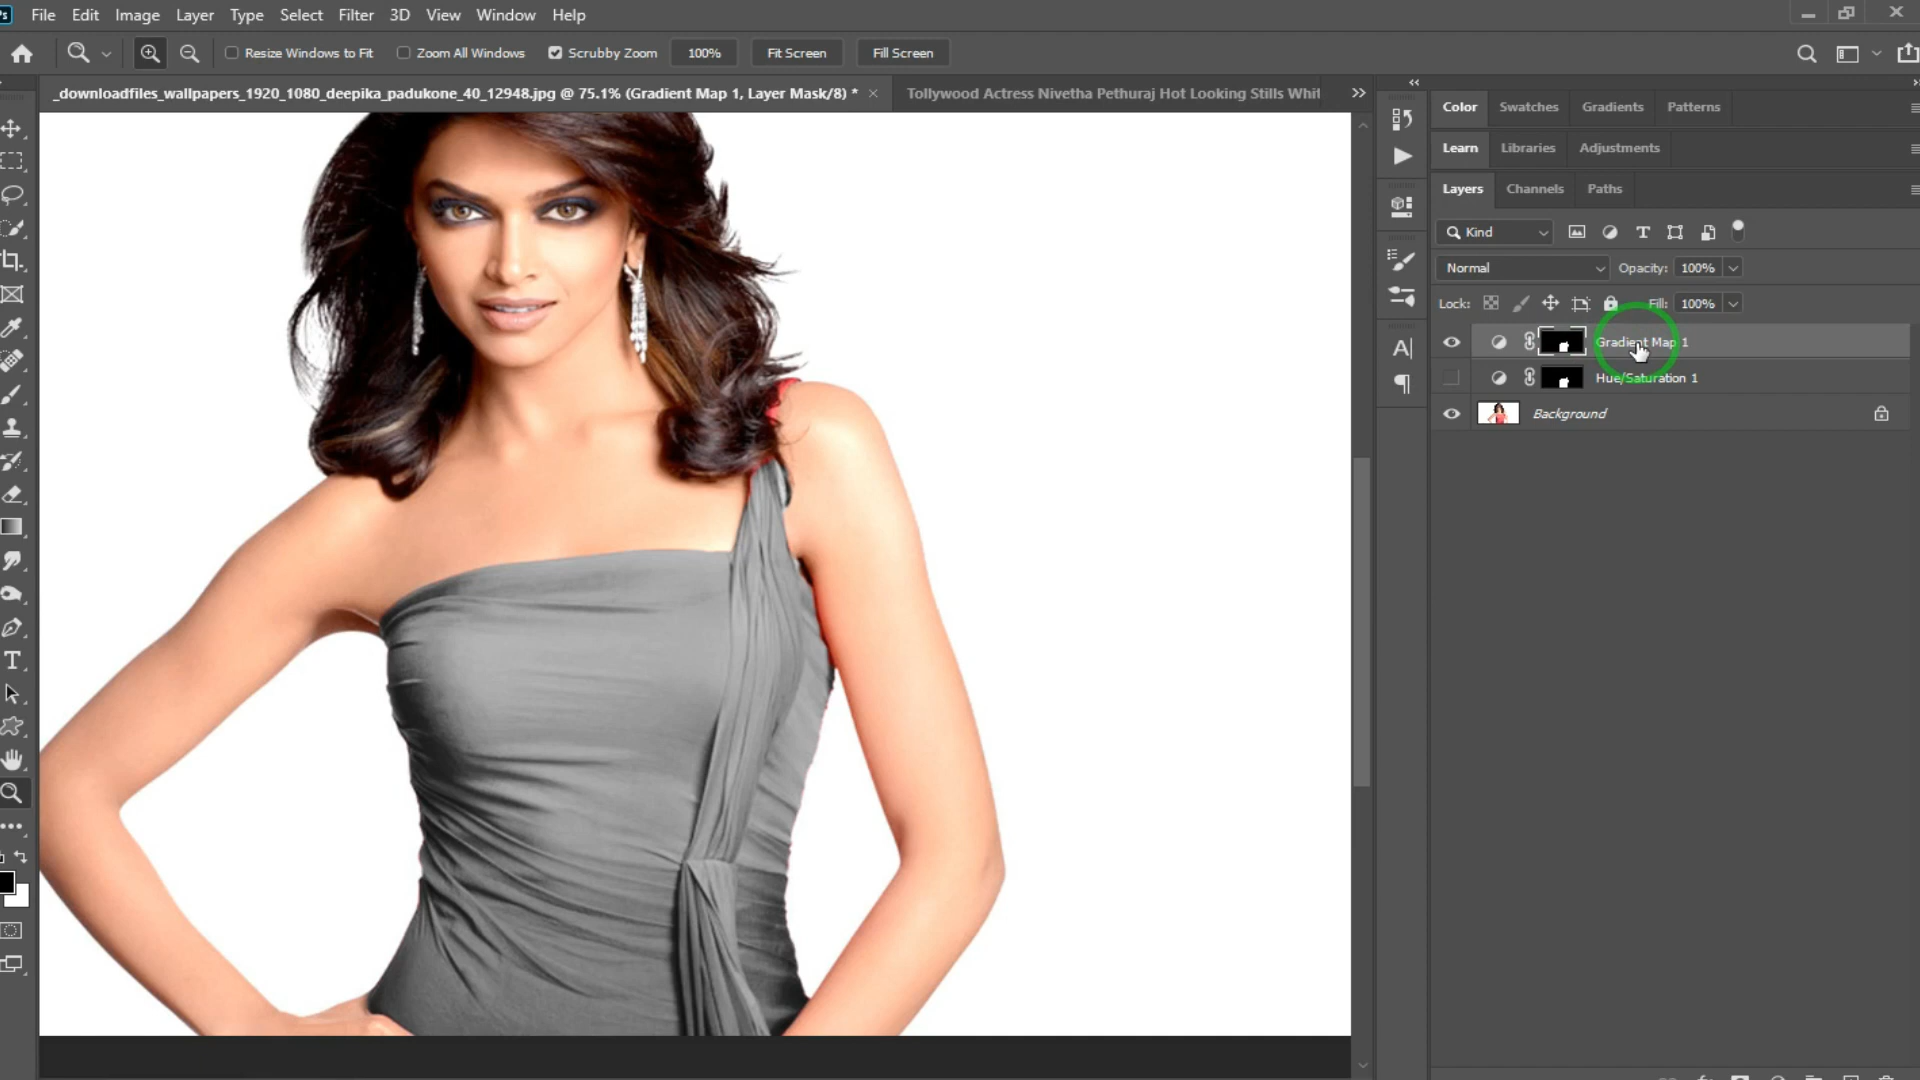 File Edit Image Layer Type Select Filter 3D View Window Help
Resize Windows to Fit Zoom All Windows Scrubby Zoom 100% Fit Screen Fill Screen
_downloadfiles_wallpapers_1920_1080_deepika_padukone_40_12948.jpg @ 75.1% (Gradient Map 1, Layer Mask/8) * × Tollywood Actress Nivetha Pethuraj Hot Looking Stills Whit
Color Swatches Gradients Patterns
Learn Libraries Adjustments
Layers Channels Paths
Kind
Normal Opacity: 100%
Lock: Fill: 100%
Gradient Map 1
Hue/Saturation 1
Background